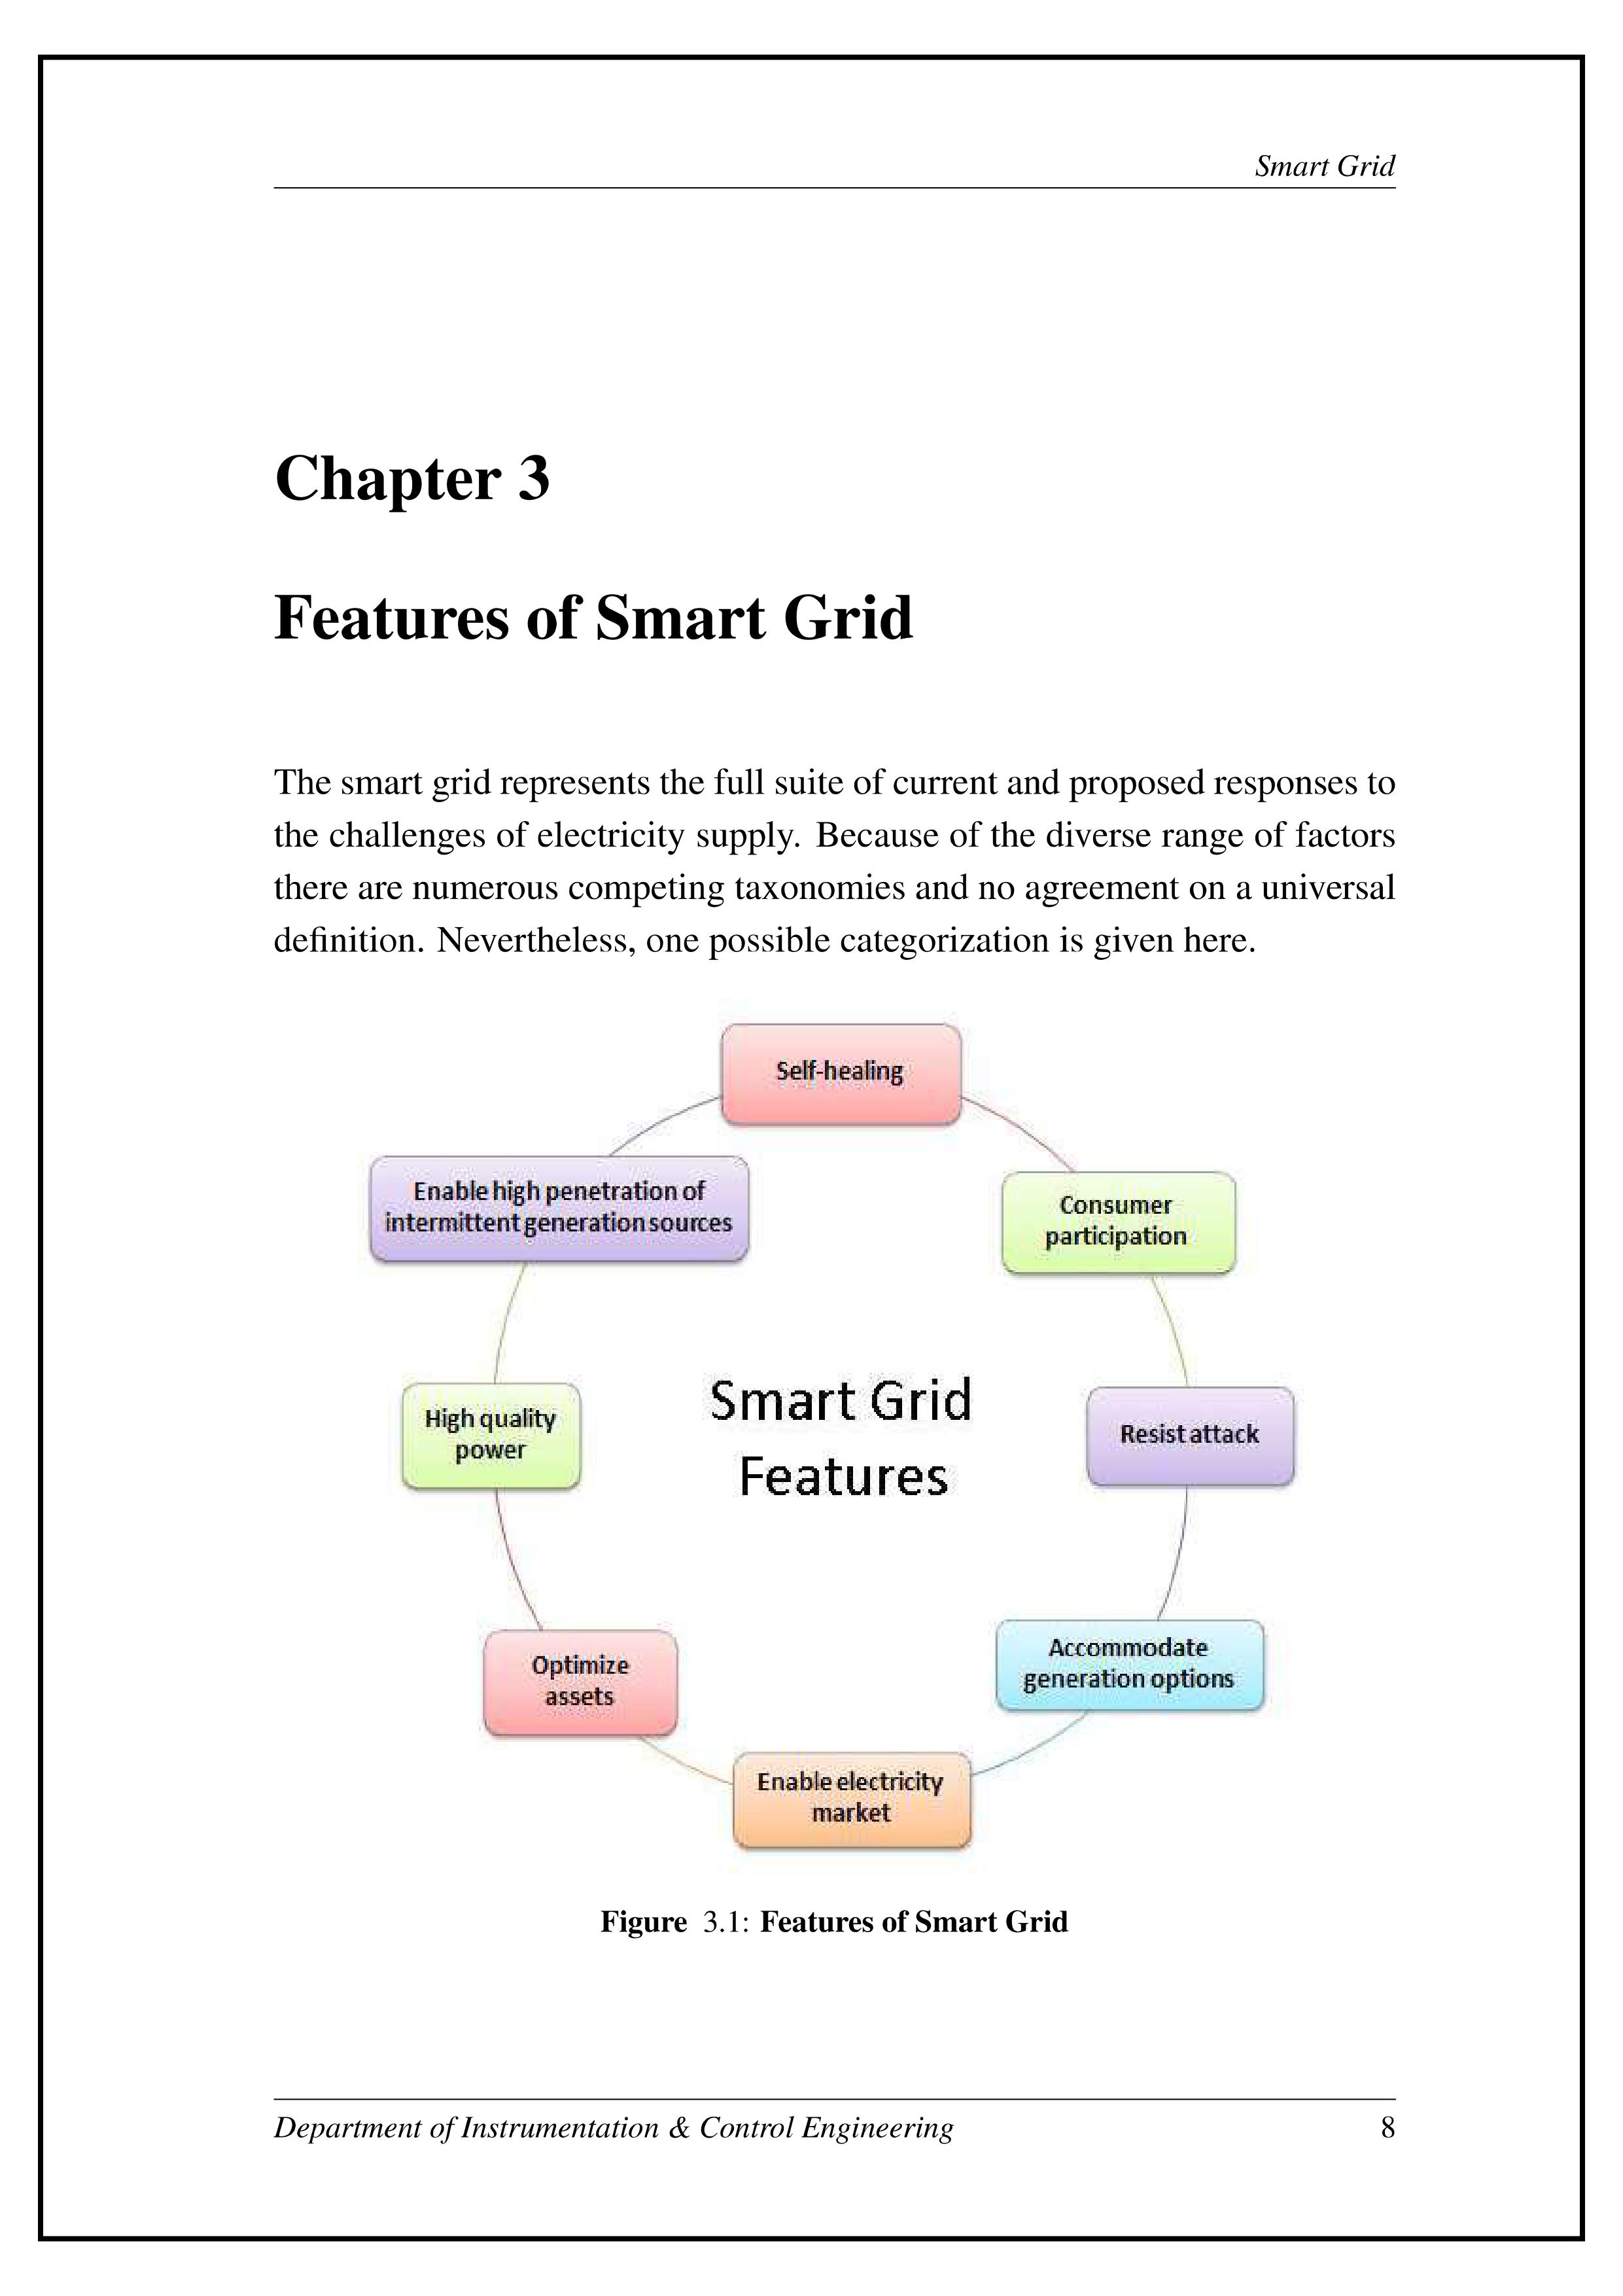 Smart Grid
Chapter 3
Features of Smart Grid
The smart grid represents the full suite of current and proposed responses to
the challenges of electricity supply. Because of the diverse range of factors
there are numerous competing taxonomies and no agreement on a universal
definition. Nevertheless, one possible categorization is given here.
Self-healing
Consumer
participation
Resist attack
Accommodate
generation options
Enable electricity
market
Optimize
assets
High quality
power
Enable high penetration of
intermittent generation sources
Smart Grid
Features
Figure 3.1: Features of Smart Grid
Department of Instrumentation & Control Engineering 8